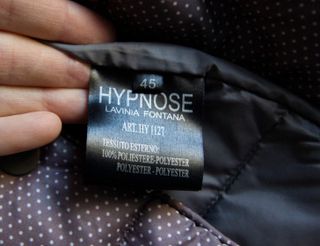 45
HYPNOSE
LAVINIA FONTANA
ART. HY 1127
TESSUTO ESTERNO:
100% POLIESTERE-POLYESTER
POLYESTER - POLYESTER